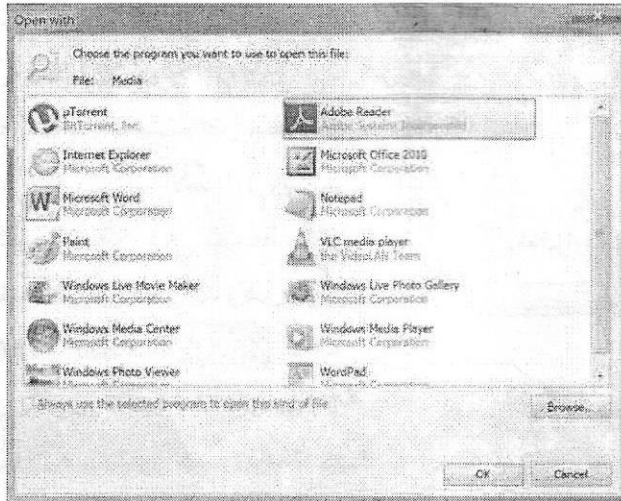 Open with
Choose the program you want to use to open this file:
File: Media
µTorrent
BitTorrent, Inc.
Adobe Reader
Adobe Systems Incorporated
Internet Explorer
Microsoft Corporation
Microsoft Office 2010
Microsoft Corporation
Microsoft Word
Microsoft Corporation
Notepad
Microsoft Corporation
Paint
Microsoft Corporation
VLC media player
the VideoLAN Team
Windows Live Movie Maker
Microsoft Corporation
Windows Live Photo Gallery
Microsoft Corporation
Windows Media Center
Microsoft Corporation
Windows Media Player
Microsoft Corporation
Windows Photo Viewer
WordPad
Always use the selected program to open this kind of file
Browse...
OK
Cancel